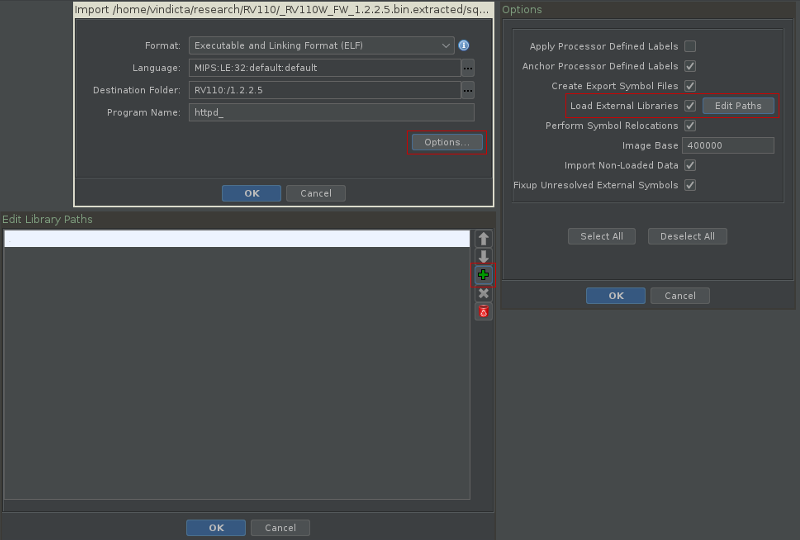 Import /home/vindicta/research/RV110/_RV110W_FW_1.2.2.5.bin.extracted/sq...
Format: Executable and Linking Format (ELF)
Language: MIPS:LE:32:default:default ...
Destination Folder: RV110:/1.2.2.5 ...
Program Name: httpd_
Options...
OK Cancel
Options
Apply Processor Defined Labels
Anchor Processor Defined Labels
Create Export Symbol Files
Load External Libraries Edit Paths
Perform Symbol Relocations
Image Base 400000
Import Non-Loaded Data
Fixup Unresolved External Symbols
Select All Deselect All
OK Cancel
Edit Library Paths
OK Cancel